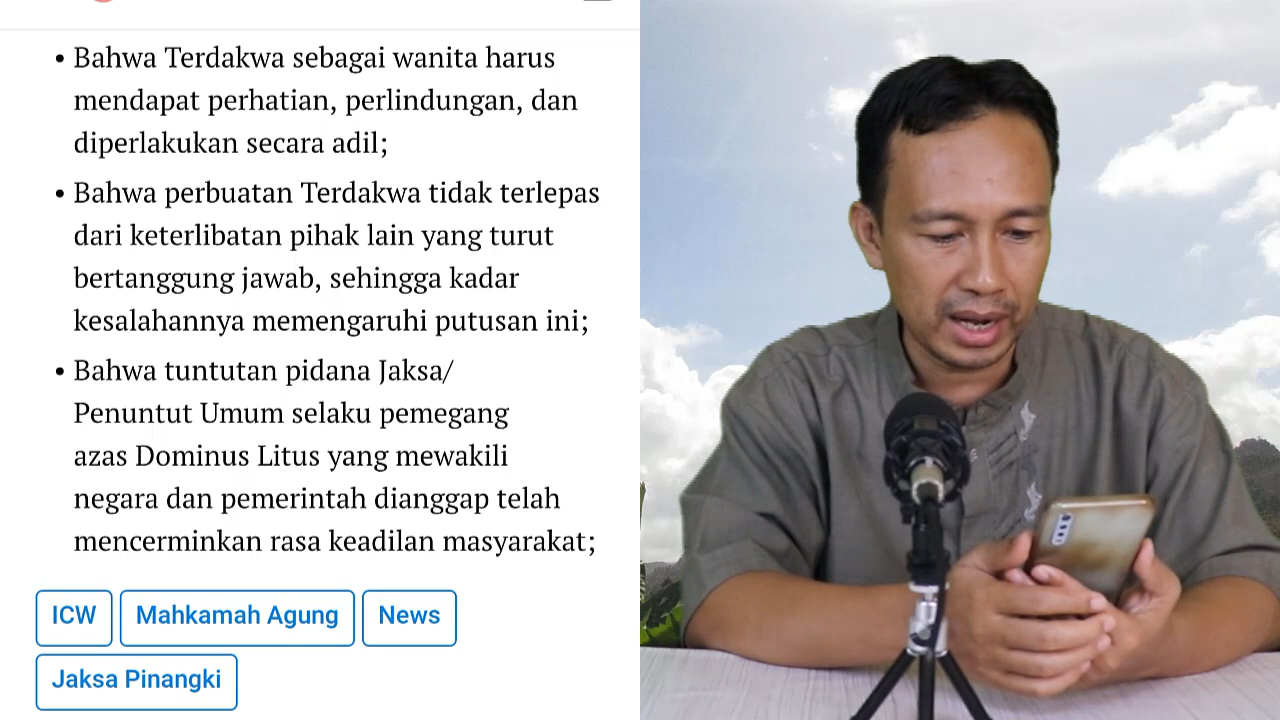 • Bahwa Terdakwa sebagai wanita harus
mendapat perhatian, perlindungan, dan
diperlakukan secara adil;
• Bahwa perbuatan Terdakwa tidak terlepas
dari keterlibatan pihak lain yang turut
bertanggung jawab, sehingga kadar
kesalahannya memengaruhi putusan ini;
• Bahwa tuntutan pidana Jaksa/
Penuntut Umum selaku pemegang
azas Dominus Litus yang mewakili
negara dan pemerintah dianggap telah
mencerminkan rasa keadilan masyarakat;
ICW Mahkamah Agung News
Jaksa Pinangki